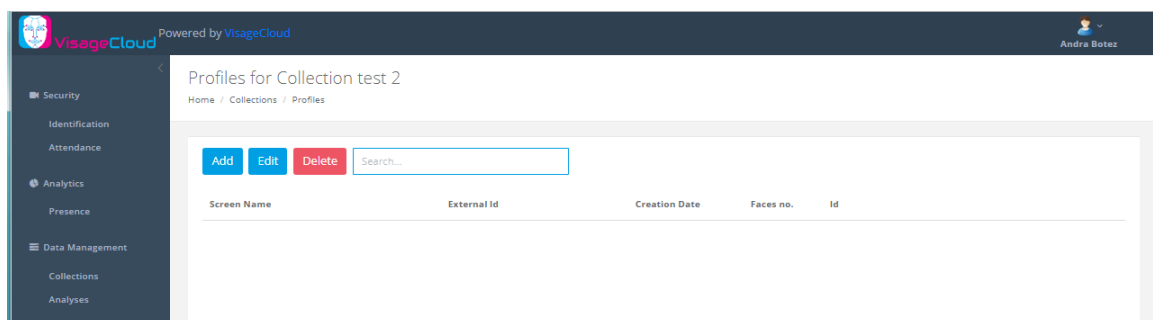 VisageCloud
Powered by VisageCloud
Andra Botez
Security
Identification
Attendance
Analytics
Presence
Data Management
Collections
Analyses
Profiles for Collection test 2
Home / Collections / Profiles
Add Edit Delete Search...
Screen Name External Id Creation Date Faces no. Id